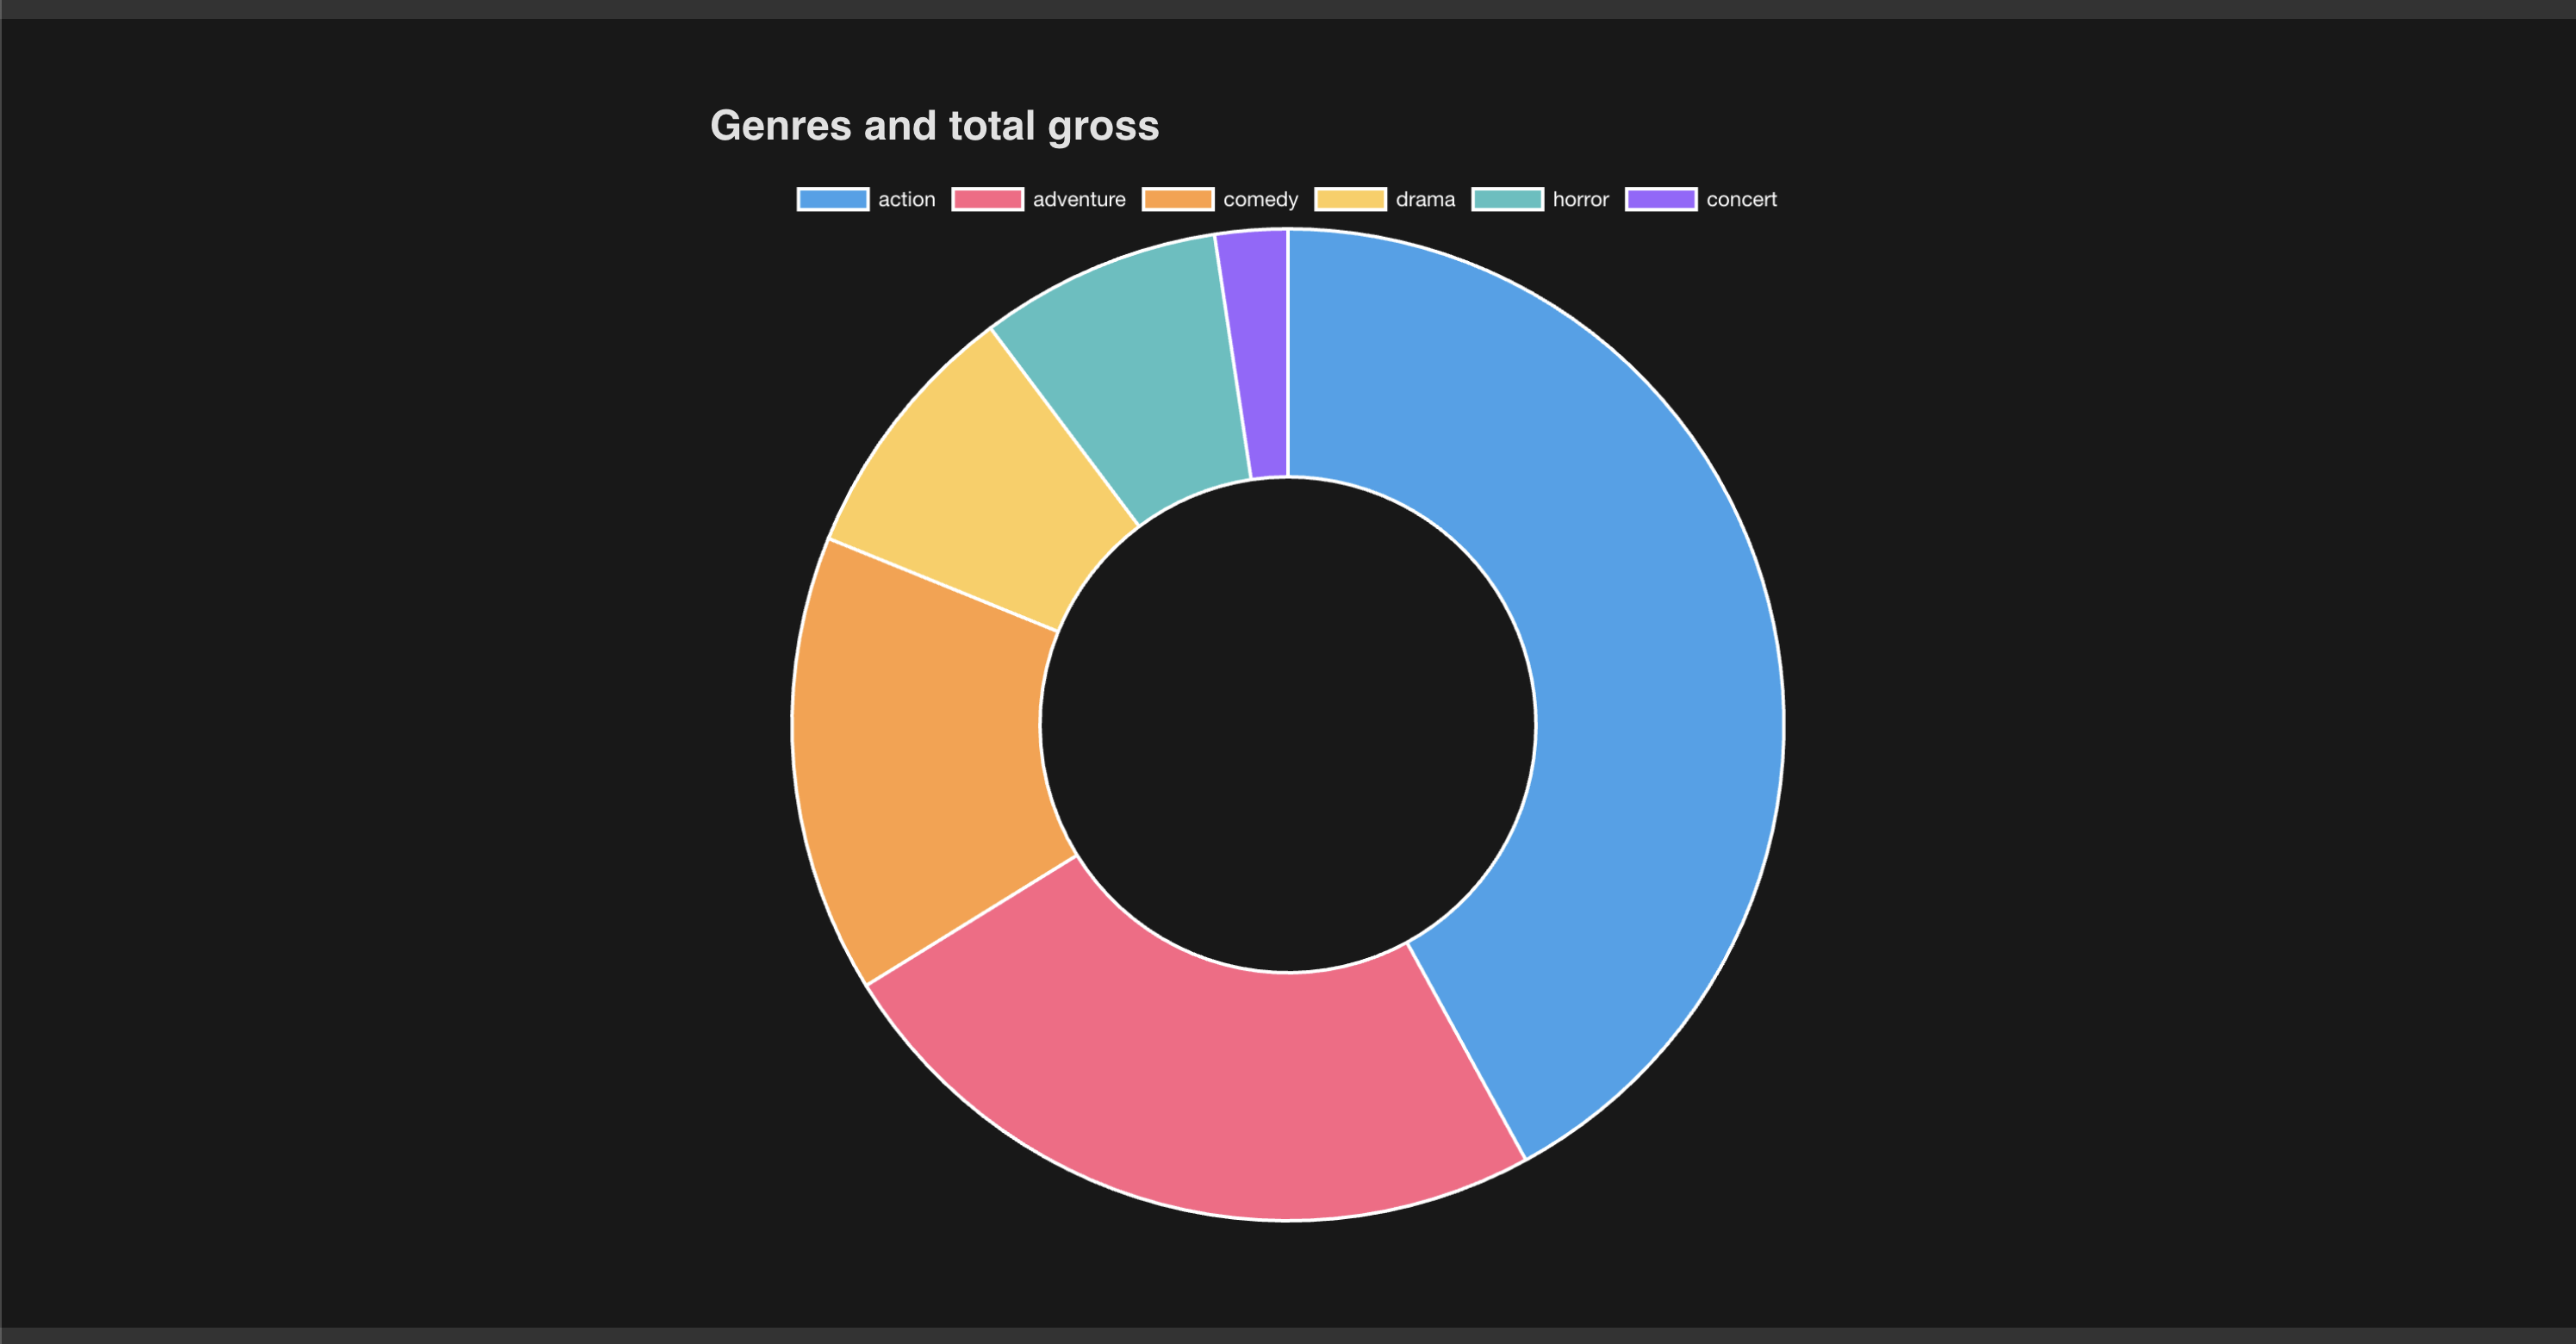 Genres and total gross
action adventure comedy drama horror concert